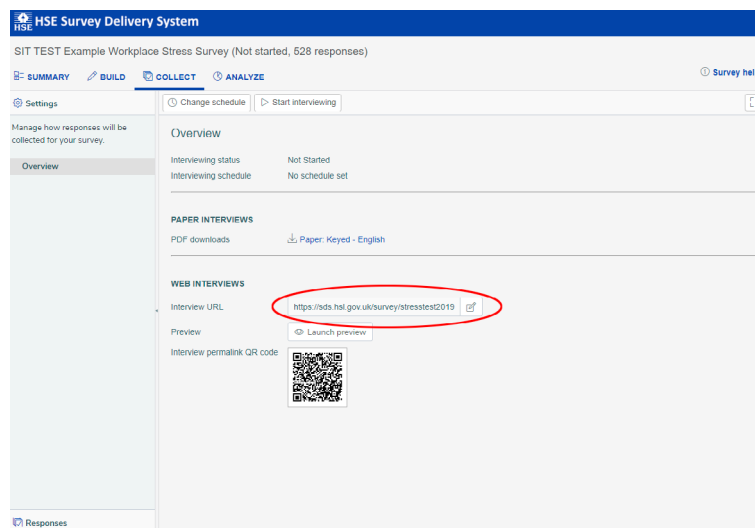 HSE HSE Survey Delivery System
SIT TEST Example Workplace Stress Survey (Not started, 528 responses)
SUMMARY BUILD COLLECT ANALYZE
Survey hel
Settings
Change schedule Start interviewing
Manage how responses will be
collected for your survey.
Overview
Overview
Interviewing status Not Started
Interviewing schedule No schedule set
PAPER INTERVIEWS
PDF downloads Paper: Keyed - English
WEB INTERVIEWS
Interview URL https://sds.hsl.gov.uk/survey/stresstest2019
Preview Launch preview
Interview permalink QR code
Responses